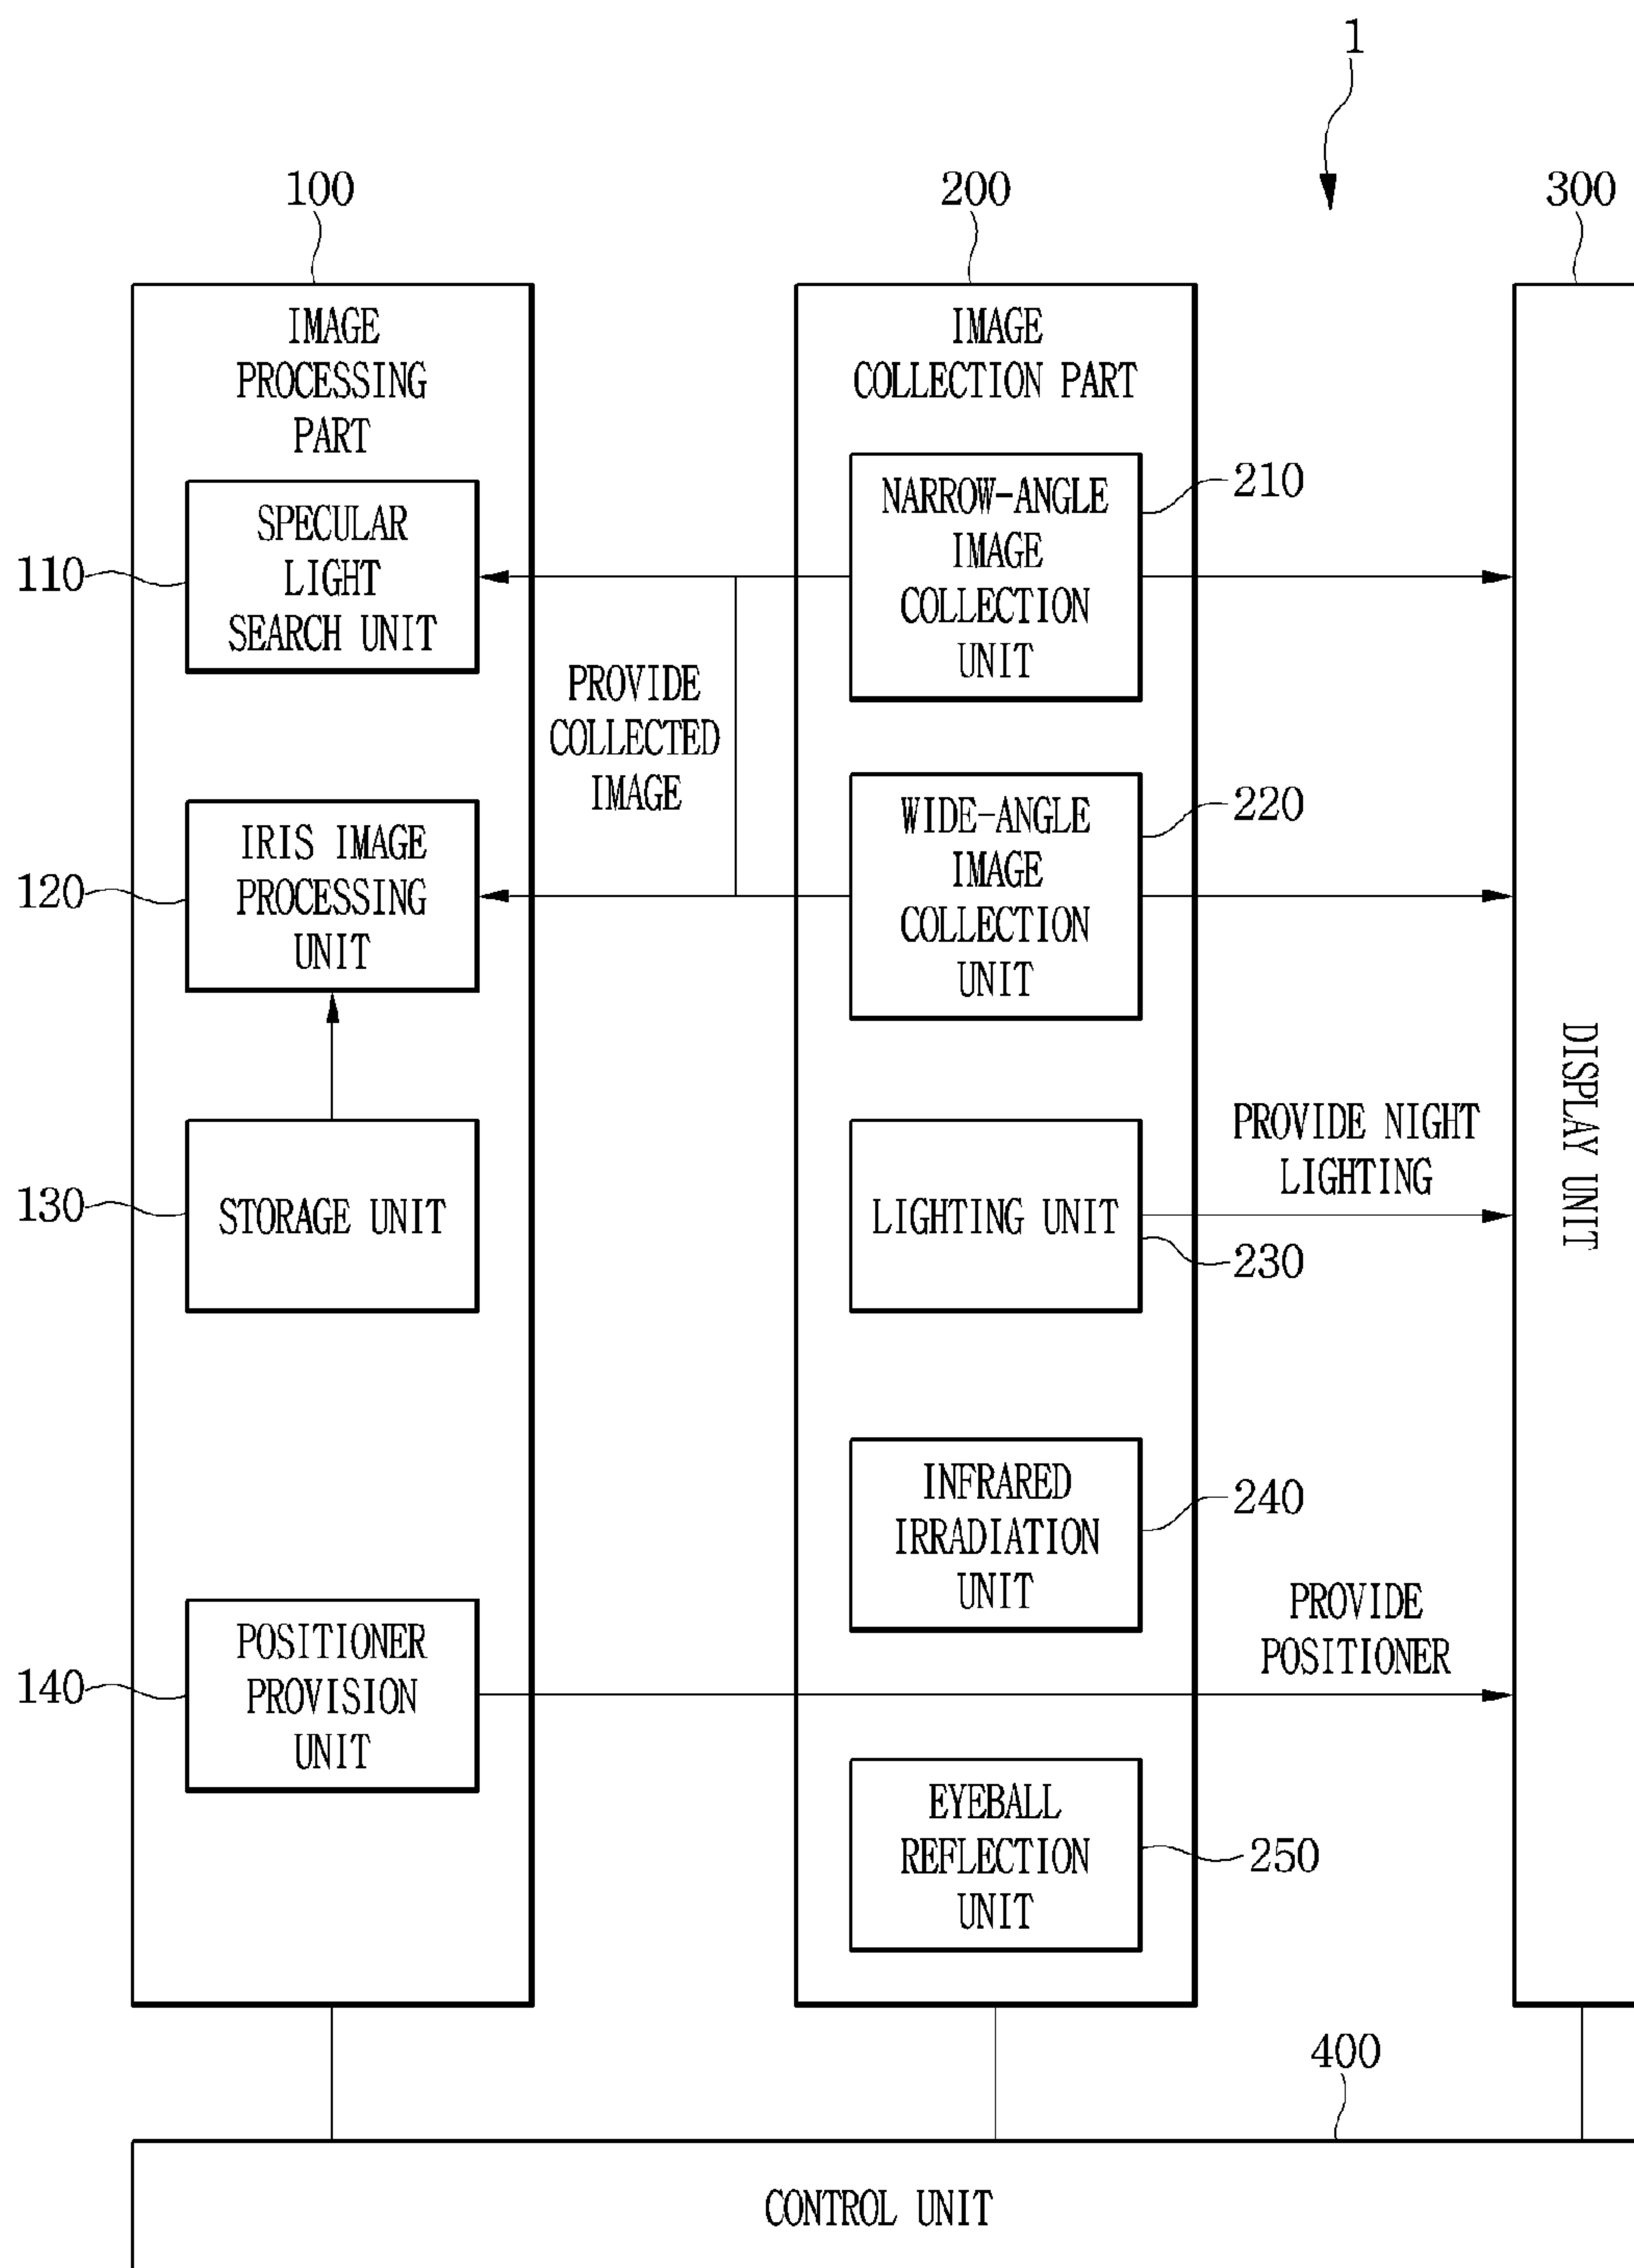 1
100
200
300
IMAGE
PROCESSING
PART
IMAGE
COLLECTION PART
110
SPECULAR
LIGHT
SEARCH UNIT
NARROW-ANGLE
IMAGE
COLLECTION
UNIT
210
PROVIDE
COLLECTED
IMAGE
120
IRIS IMAGE
PROCESSING
UNIT
WIDE-ANGLE
IMAGE
COLLECTION
UNIT
220
130
STORAGE UNIT
LIGHTING UNIT
230
PROVIDE NIGHT
LIGHTING
DISPLAY UNIT
INFRARED
IRRADIATION
UNIT
240
140
POSITIONER
PROVISION
UNIT
PROVIDE
POSITIONER
EYEBALL
REFLECTION
UNIT
250
400
CONTROL UNIT